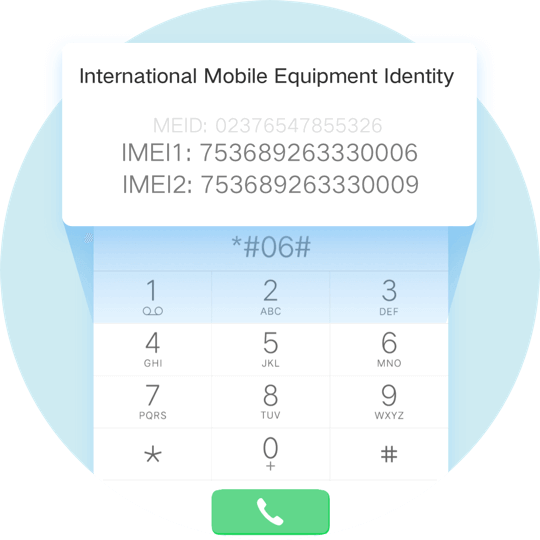 International Mobile Equipment Identity
MEID: 02376547855326
IMEI1: 753689263330006
IMEI2: 753689263330009
*#06#
1 2 3
ABC DEF
4 5 6
GHI JKL MNO
7 8 9
PQRS TUV WXYZ
* 0 #
+